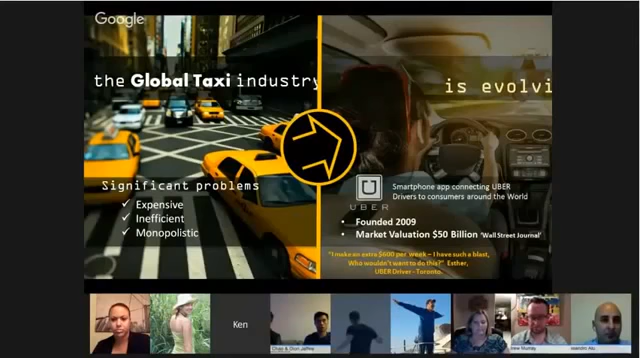 Google
the Global Taxi industry
is evolvi
Significant problems
✓ Expensive
✓ Inefficient
✓ Monopolistic
U
UBER
Smartphone app connecting UBER
Drivers to consumers around the World
• Founded 2009
• Market Valuation $50 Billion 'Wall Street Journal'
"I make an extra $600 per week – I have such a blast,
Who wouldn't want to do this?" Esther,
UBER Driver - Toronto.
Ken
Murray